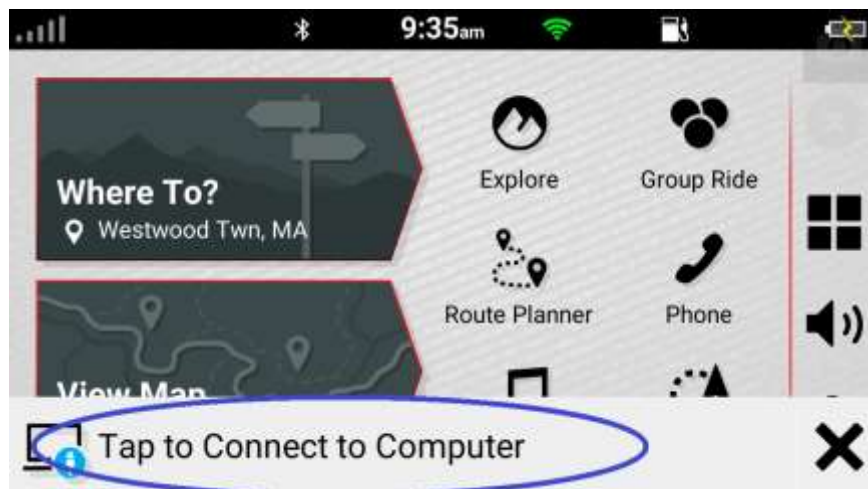 9:35am
Where To?
Westwood Twn, MA
Explore
Group Ride
Route Planner
Phone
View Map
Tap to Connect to Computer